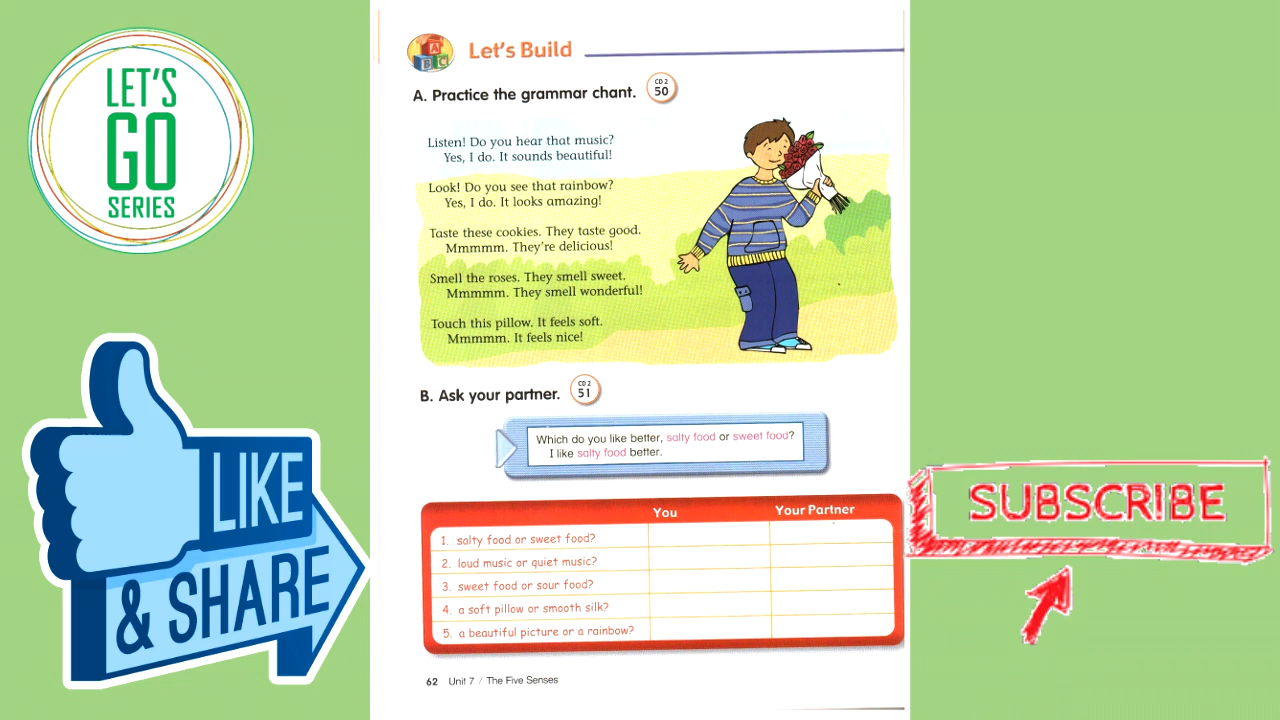 LET'S
GO
SERIES
LIKE
& SHARE
A
B C
Let's Build
A. Practice the grammar chant.
CD 2
50
Listen! Do you hear that music?
Yes, I do. It sounds beautiful!
Look! Do you see that rainbow?
Yes, I do. It looks amazing!
Taste these cookies. They taste good.
Mmmmm. They're delicious!
Smell the roses. They smell sweet.
Mmmmm. They smell wonderful!
Touch this pillow. It feels soft.
Mmmmm. It feels nice!
B. Ask your partner.
CD 2
51
Which do you like better, salty food or sweet food?
I like salty food better.
You Your Partner
1. salty food or sweet food?
2. loud music or quiet music?
3. sweet food or sour food?
4. a soft pillow or smooth silk?
5. a beautiful picture or a rainbow?
62 Unit 7 / The Five Senses
SUBSCRIBE